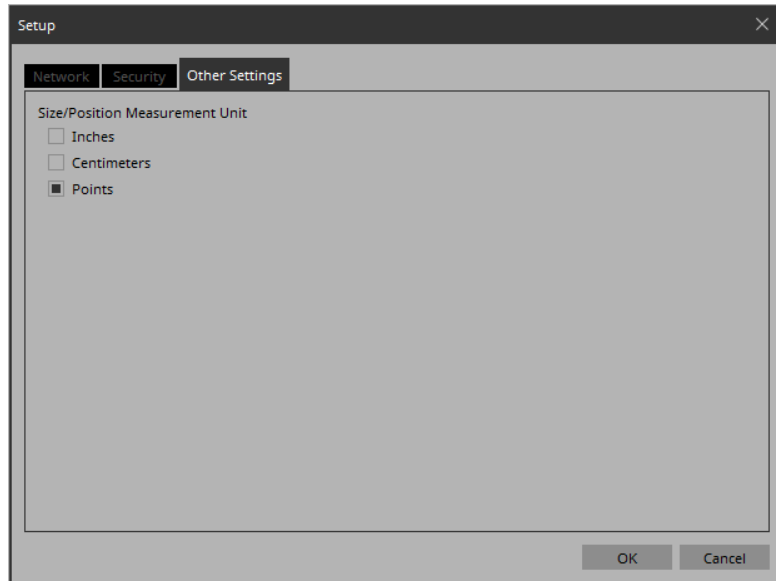 Setup
Network Security Other Settings
Size/Position Measurement Unit
Inches
Centimeters
Points
OK Cancel